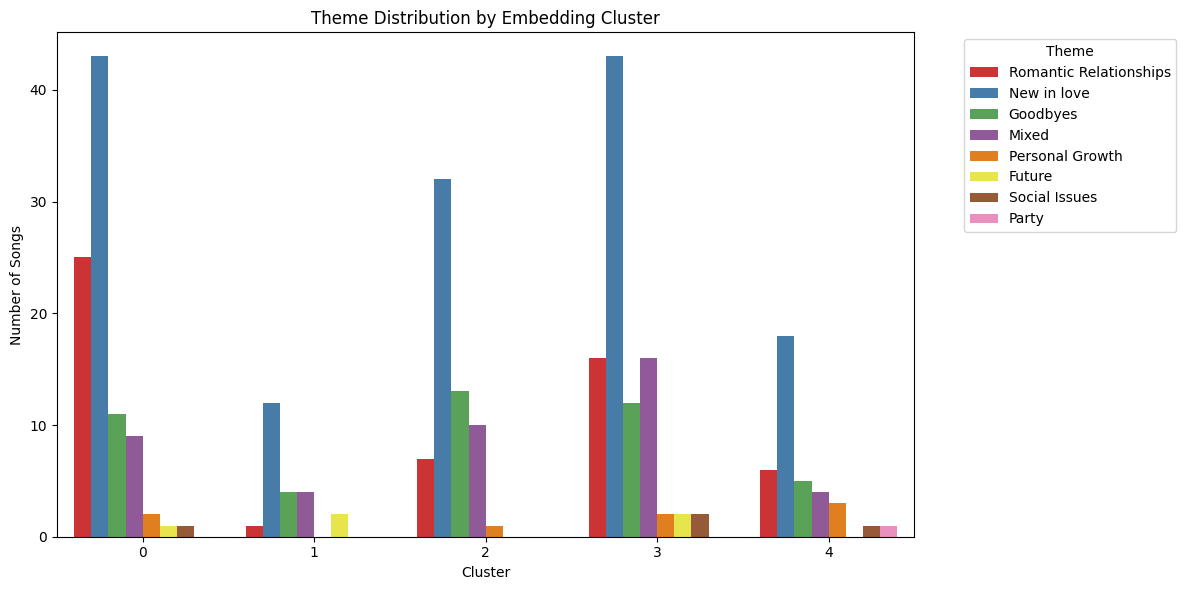 Theme Distribution by Embedding Cluster
Number of Songs
40
30
20
10
0
0 1 2 3 4
Cluster
Theme
Romantic Relationships
New in love
Goodbyes
Mixed
Personal Growth
Future
Social Issues
Party